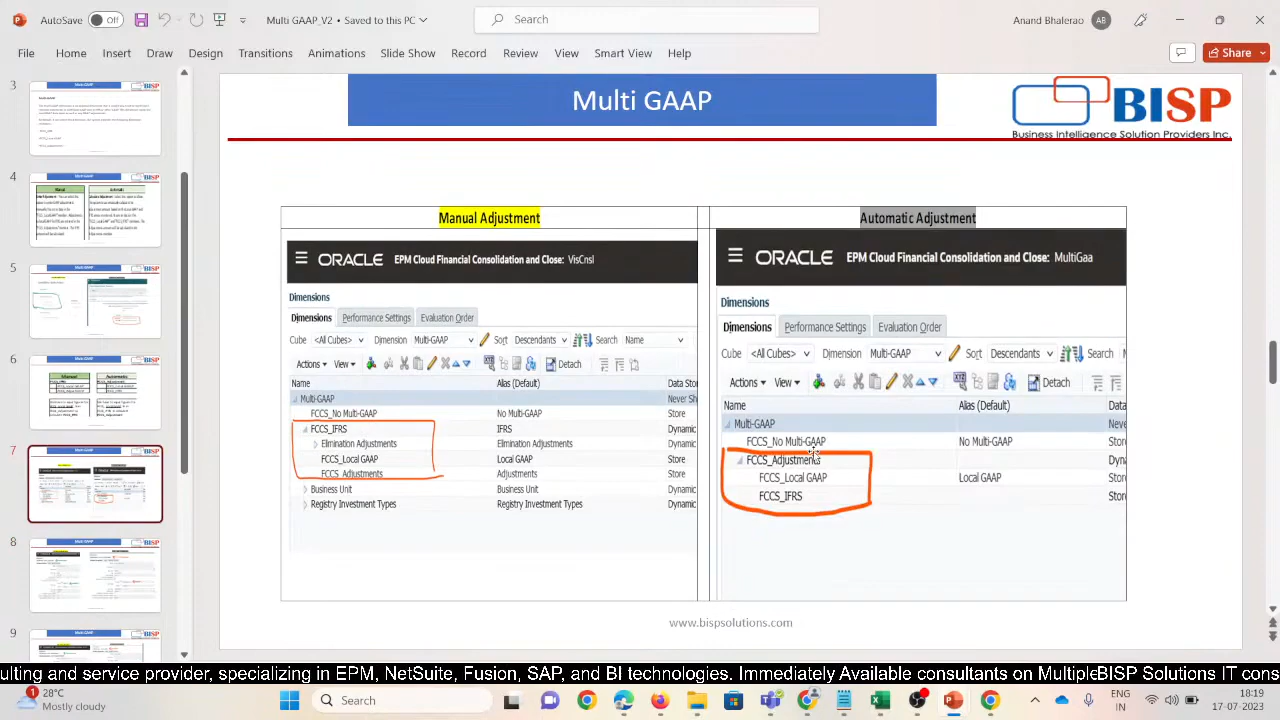 Multi GAAP_V2 • Saved to this PC
AutoSave Off
Search
Anand Bhalerao AB
File Home Insert Draw Design Transitions Animations Slide Show Record Review View Smart View Help
Share
4
6
7
8
Multi GAAP
BISP
Business Intelligence Solution Providers Inc.
Manual Adjustment
Automatic Adjustment
ORACLE EPM Cloud Financial Consolidation and Close: VisCnsl
Dimensions
Dimensions Performance Settings Evaluation Order
Cube <All Cubes> Dimension Multi-GAAP Sort Descendants Search Name
Actions View Detach
Name Alias (Default) Data Sto
Multi-GAAP Never Sh
FCCS_No Multi-GAAP No Multi-GAAP Store
FCCS_IFRS IFRS Dynamic
Elimination Adjustments Elimination Adjustments Dynamic
FCCS_Local GAAP Local GAAP Store
FCCS_Adjustments Adjustments Store
Business Unit Business Unit Dynamic
Registry Investment Types Registry Investment Types Dynamic
ORACLE EPM Cloud Financial Consolidation and Close: MultiGaa
Dimensions
Dimensions Performance Settings Evaluation Order
Cube <All Cubes> Dimension Multi-GAAP Sort Descendants Search
Actions View Detach
Name Alias (Default) Data
Multi-GAAP Neve
FCCS_No Multi-GAAP No Multi-GAAP Stor
FCCS_Adjustments Dyn
FCCS_Local GAAP Local GAAP Stor
FCCS_IFRS Stor
www.bispsolutions.com
ulting and service provider, specializing in EPM, NetSuite, Fusion, SAP, and BI technologies. Immediately Available consultants on MultipleBISP Solutions IT cons
28°C
Mostly cloudy
Search
ENG
IN
18:19
17-07-2023